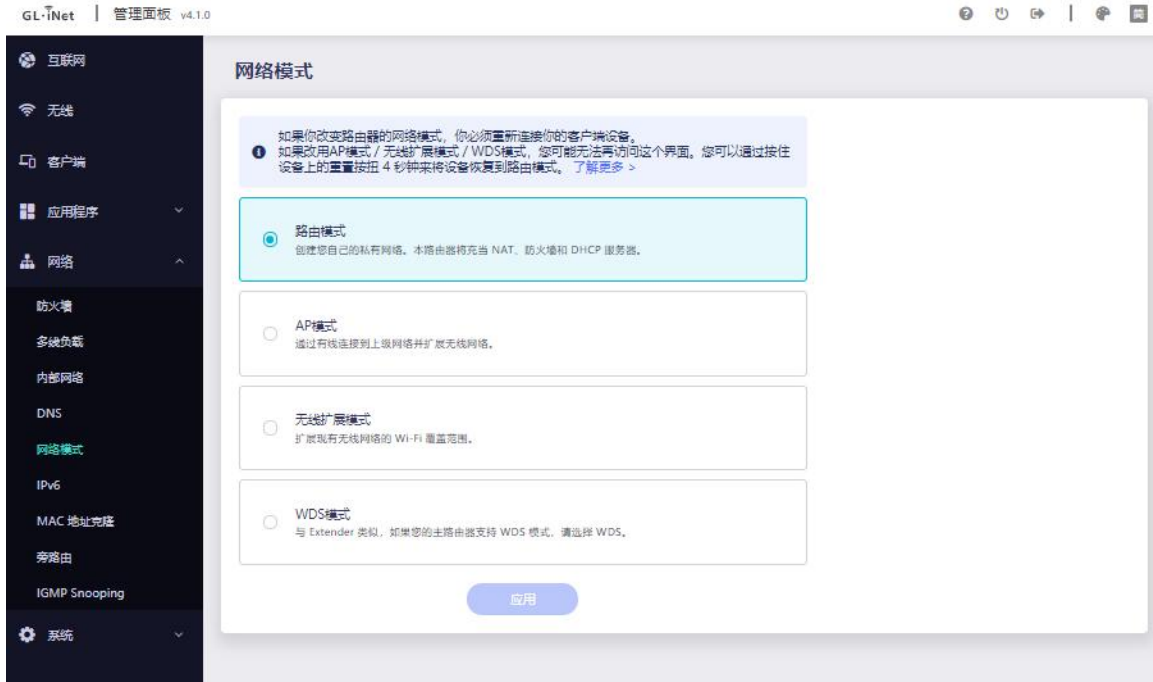 GL·iNet | 管理面板 v4.1.0
简
互联网
无线
客户端
应用程序
网络
防火墙
多线负载
内部网络
DNS
网络模式
IPv6
MAC 地址克隆
旁路由
IGMP Snooping
系统
网络模式
如果你改变路由器的网络模式，你必须重新连接你的客户端设备。
如果改用AP模式 / 无线扩展模式 / WDS模式，您可能无法再访问这个界面。您可以通过按住
设备上的重置按扭 4 秒钟来将设备恢复到路由模式。 了解更多 >
路由模式
创建您自己的私有网络。本路由器将充当 NAT、防火墙和 DHCP 服务器。
AP模式
通过有线连接到上级网络并扩展无线网络。
无线扩展模式
扩展现有无线网络的 Wi-Fi 覆盖范围。
WDS模式
与 Extender 类似，如果您的主路由器支持 WDS 模式，请选择 WDS。
应用